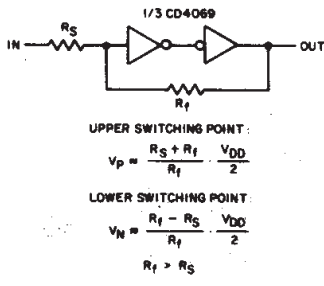 1/3 CD4069
IN
RS
OUT
Rf
UPPER SWITCHING POINT:
VP ≈ RS + Rf / Rf · VDD / 2
LOWER SWITCHING POINT:
VN ≈ Rf - RS / Rf · VDD / 2
Rf > RS